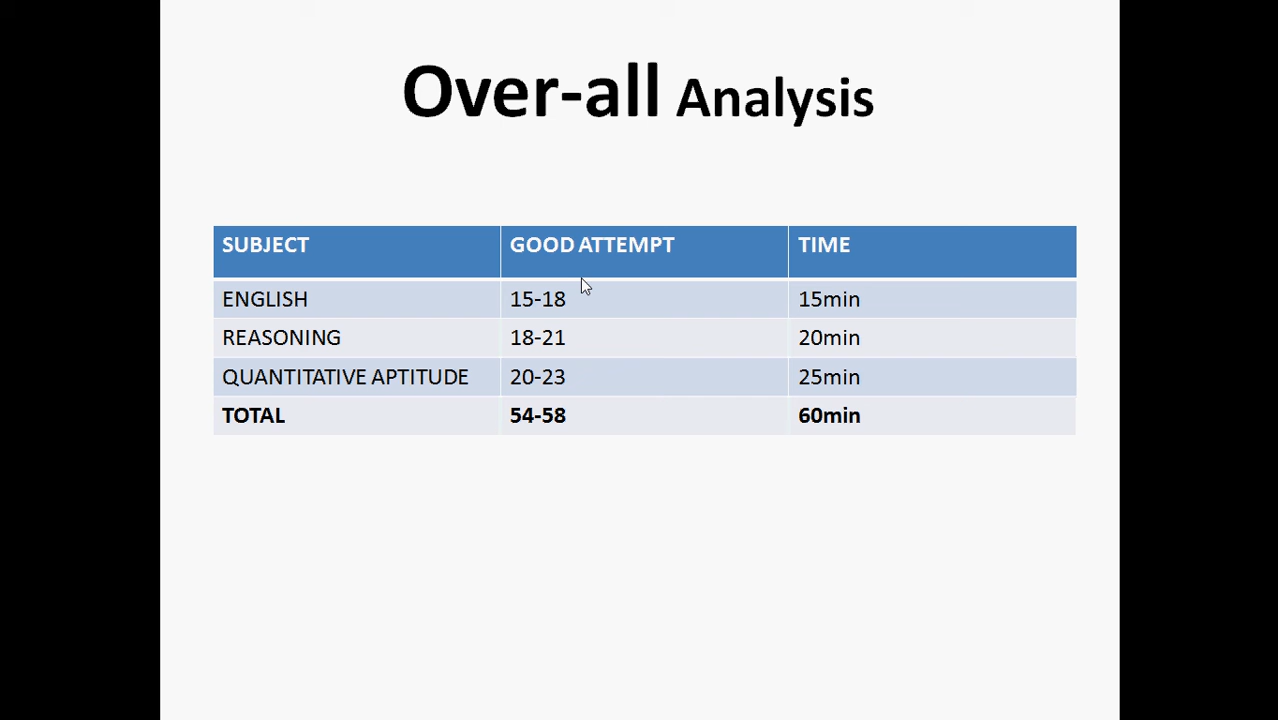 Over-all Analysis
SUBJECT GOOD ATTEMPT TIME
ENGLISH 15-18 15min
REASONING 18-21 20min
QUANTITATIVE APTITUDE 20-23 25min
TOTAL 54-58 60min